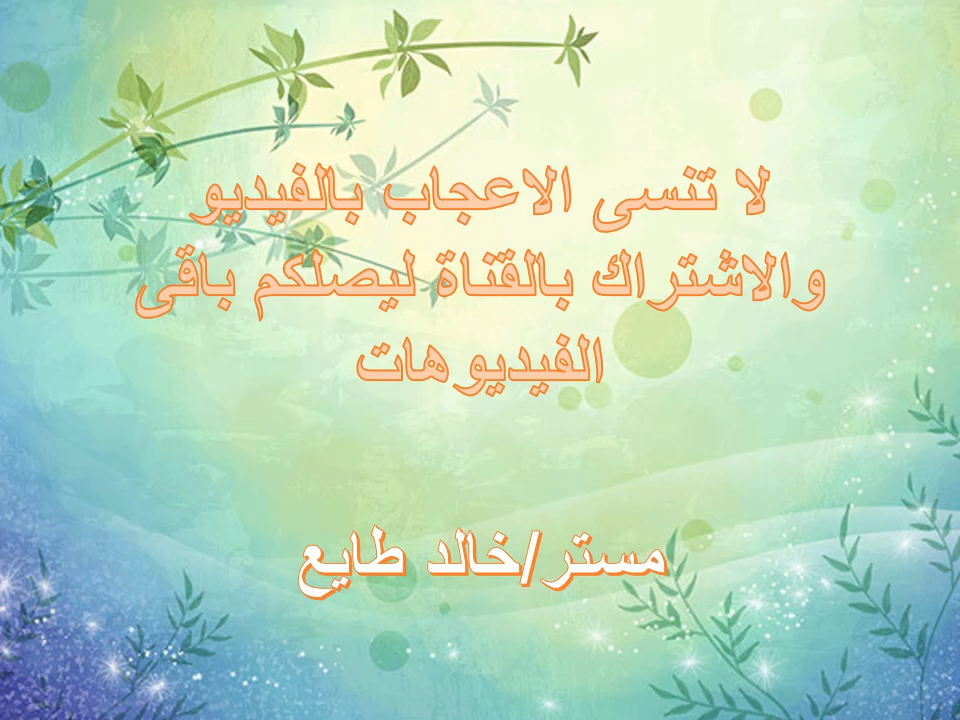 لا تنسى الاعجاب بالفيديو
والاشتراك بالقناة ليصلكم باقى
الفيديوهات
مستر/خالد طايع